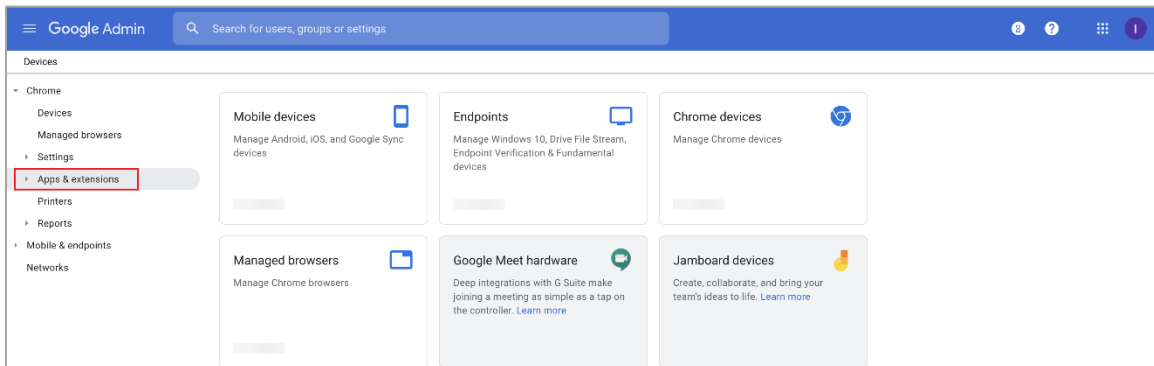 Google Admin
Search for users, groups or settings
8
?
I
Devices
Chrome
Devices
Managed browsers
Settings
Apps & extensions
Printers
Reports
Mobile & endpoints
Networks
Mobile devices
Manage Android, iOS, and Google Sync
devices
Endpoints
Manage Windows 10, Drive File Stream,
Endpoint Verification & Fundamental
devices
Chrome devices
Manage Chrome devices
Managed browsers
Manage Chrome browsers
Google Meet hardware
Deep integrations with G Suite make
joining a meeting as simple as a tap on
the controller. Learn more
Jamboard devices
Create, collaborate, and bring your
team's ideas to life. Learn more